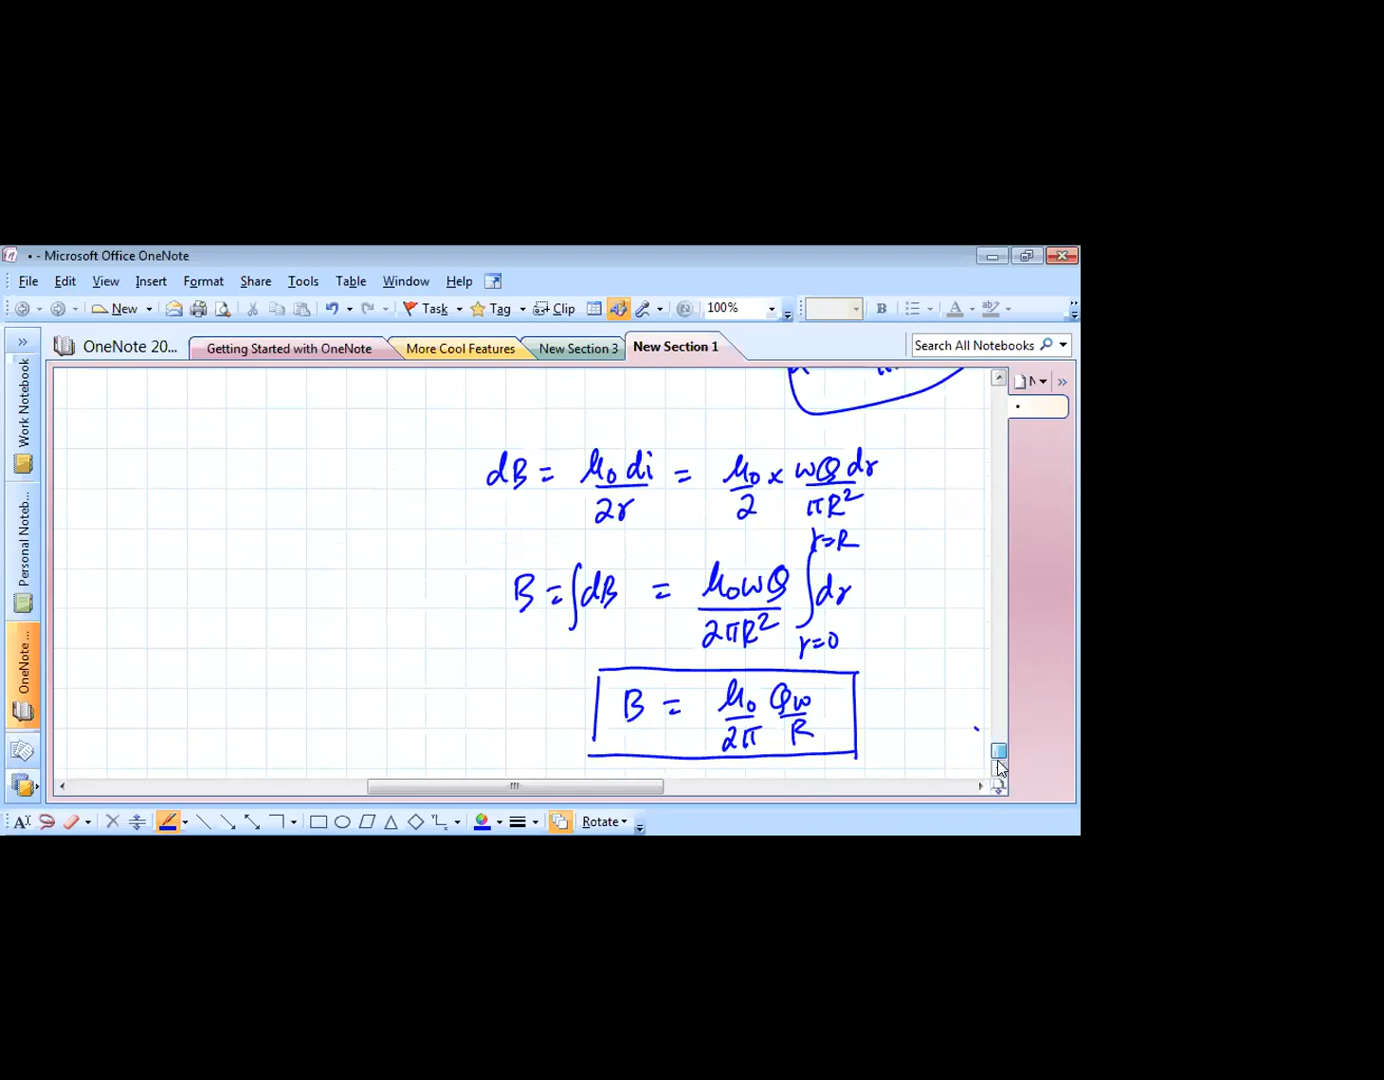 • - Microsoft Office OneNote
File Edit View Insert Format Share Tools Table Window Help
New Task Tag Clip 100% B A ab
OneNote 20... Getting Started with OneNote More Cool Features New Section 3 New Section 1 Search All Notebooks
Work Notebook
Personal Noteb...
OneNote...
dB = μ₀ di / 2r = μ₀ / 2 × ωQ dr / πR²
B = ∫dB = μ₀ωQ / 2πR² ∫ r=0 r=R dr
B = μ₀ / 2π Qω / R
A Rotate